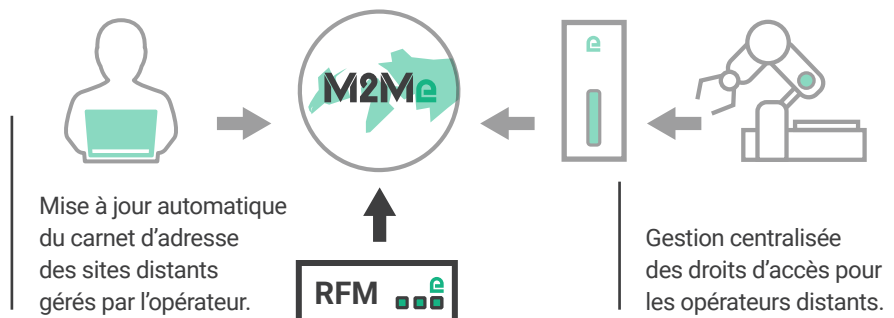 M2Me
Mise à jour automatique
du carnet d’adresse
des sites distants
gérés par l’opérateur.
RFM
Gestion centralisée
des droits d’accès pour
les opérateurs distants.